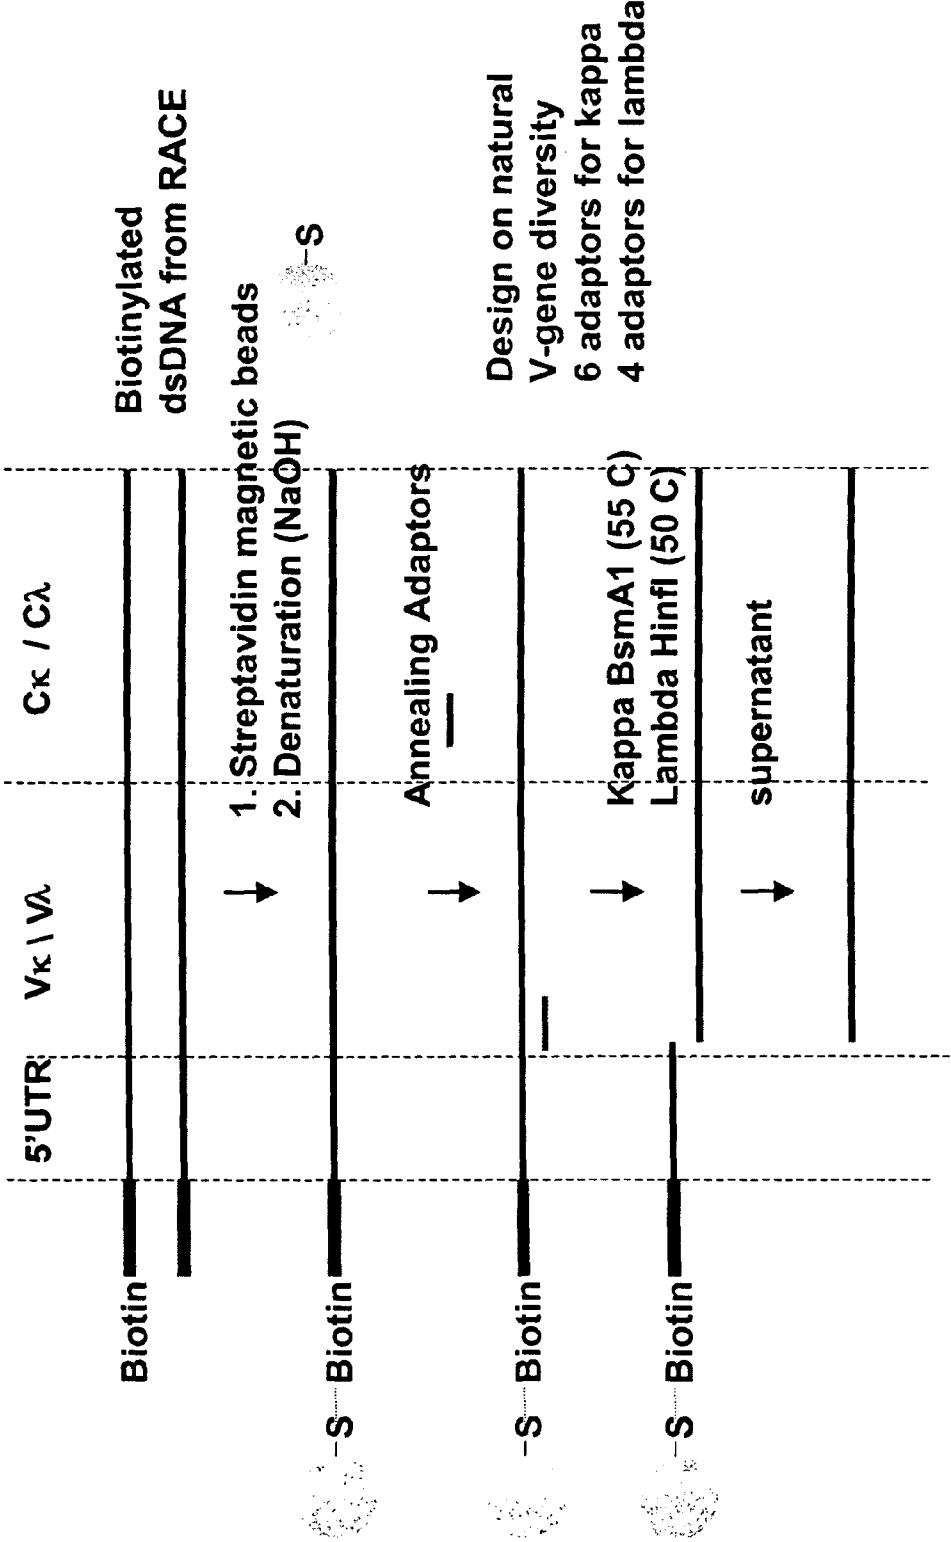 5'UTR Vκ \ Vλ Cκ / Cλ
Biotin
Biotinylated
dsDNA from RACE
1. Streptavidin magnetic beads
2. Denaturation (NaOH)
–S
–S Biotin
Annealing Adaptors
–S Biotin
Design on natural
V-gene diversity
6 adaptors for kappa
4 adaptors for lambda
Kappa BsmA1 (55 C)
Lambda HinfI (50 C)
–S Biotin
supernatant